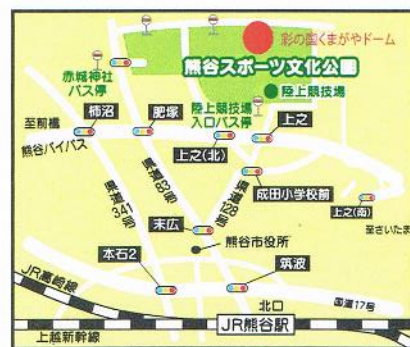 彩の国くまがやドーム
熊谷スポーツ文化公園
赤城神社
バス停
陸上競技場
陸上競技場
入口バス停
柿沼
肥塚
上之
至前橋
熊谷バイパス
上之(北)
県道341号
県道83号
県道128号
成田小学校前
上之(南)
至さいたま
末広
熊谷市役所
本石2
筑波
JR高崎線
北口
国道17号
JR熊谷駅
上越新幹線